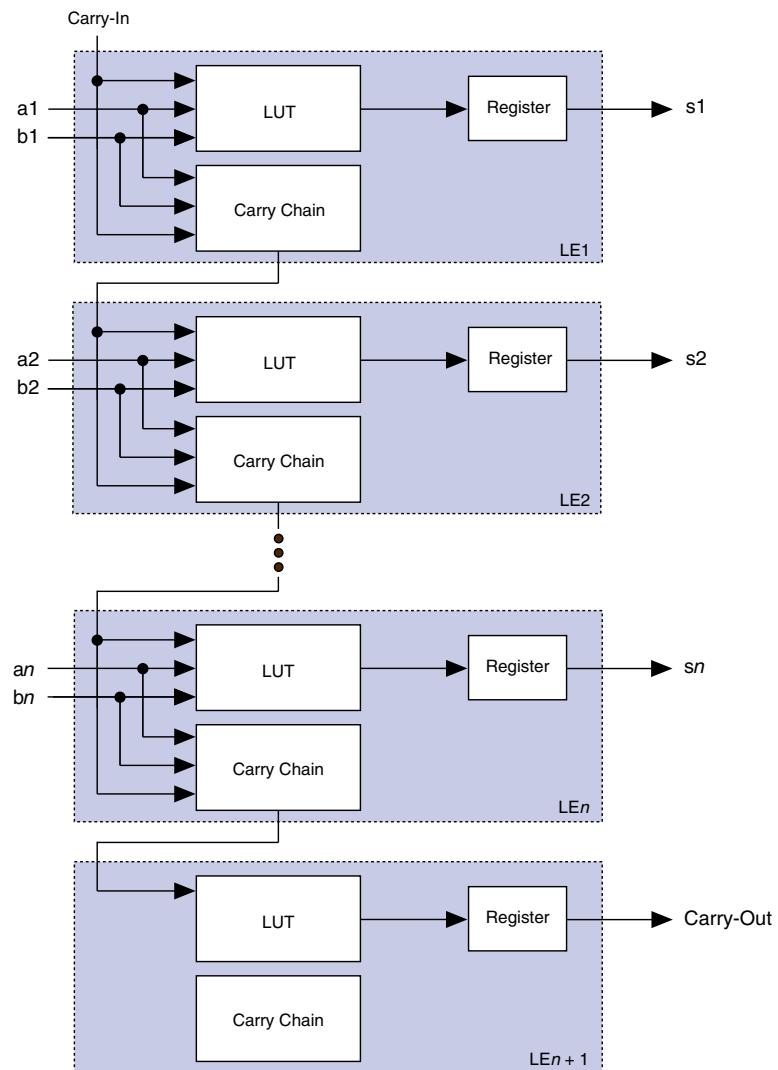 Carry-In
a1
b1
LUT
Register
s1
Carry Chain
LE1
a2
b2
LUT
Register
s2
Carry Chain
LE2
an
bn
LUT
Register
sn
Carry Chain
LEn
LUT
Register
Carry-Out
Carry Chain
LEn + 1